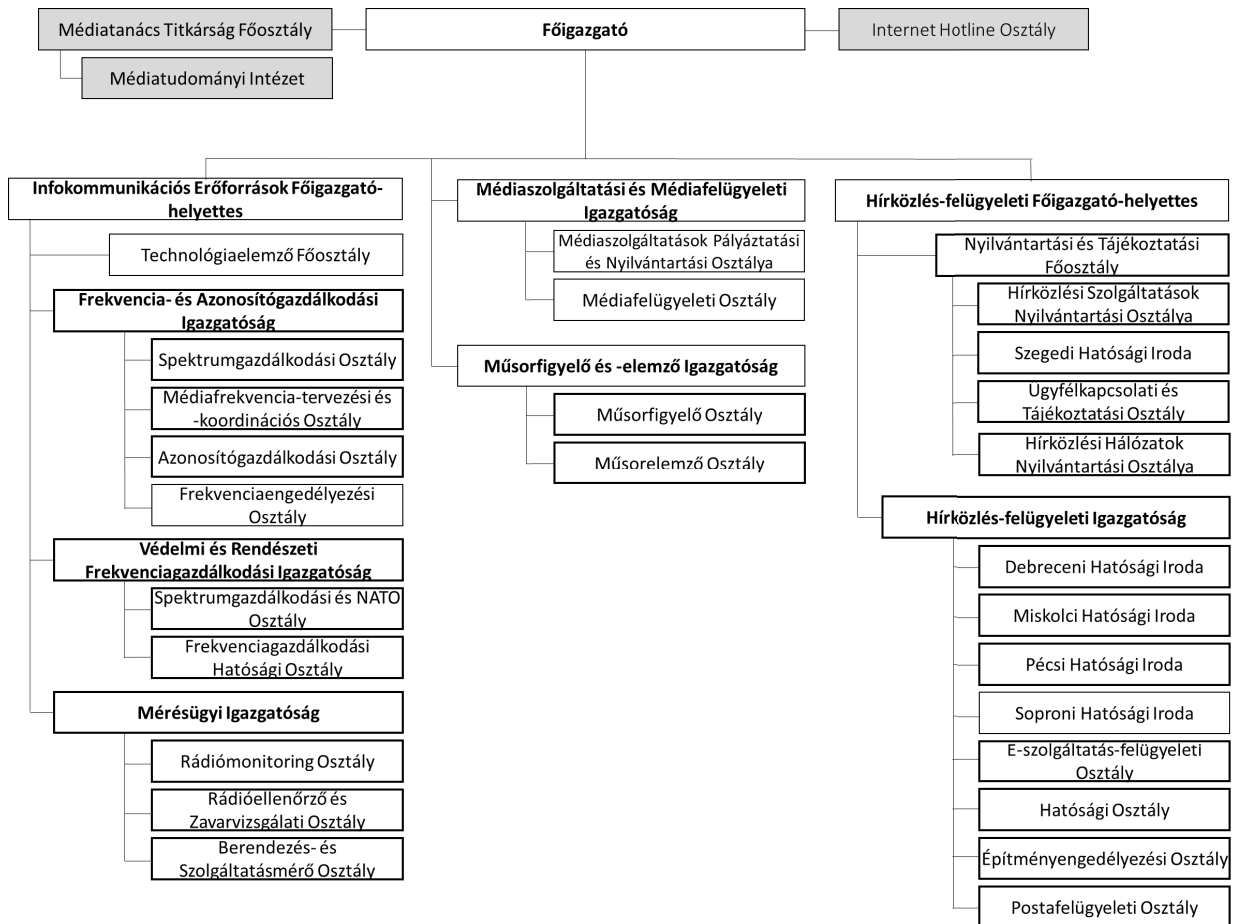 Médiatanács Titkárság Főosztály
Főigazgató
Internet Hotline Osztály
Médiatudományi Intézet
Infokommunikációs Erőforrások Főigazgató-
helyettes
Technológiaelemző Főosztály
Frekvencia- és Azonosítógazdálkodási
Igazgatóság
Spektrumgazdálkodási Osztály
Médiafrekvencia-tervezési és
-koordinációs Osztály
Azonosítógazdálkodási Osztály
Frekvenciaengedélyezési
Osztály
Védelmi és Rendészeti
Frekvenciagazdálkodási Igazgatóság
Spektrumgazdálkodási és NATO
Osztály
Frekvenciagazdálkodási
Hatósági Osztály
Mérésügyi Igazgatóság
Rádiómonitoring Osztály
Rádióellenőrző és
Zavarvizsgálati Osztály
Berendezés- és
Szolgáltatásmérő Osztály
Médiaszolgáltatási és Médiafelügyeleti
Igazgatóság
Médiaszolgáltatások Pályáztatási
és Nyilvántartási Osztálya
Médiafelügyeleti Osztály
Műsorfigyelő és -elemző Igazgatóság
Műsorfigyelő Osztály
Műsorelemző Osztály
Hírközlés-felügyeleti Főigazgató-helyettes
Nyilvántartási és Tájékoztatási
Főosztály
Hírközlési Szolgáltatások
Nyilvántartási Osztálya
Szegedi Hatósági Iroda
Ügyfélkapcsolati és
Tájékoztatási Osztály
Hírközlési Hálózatok
Nyilvántartási Osztálya
Hírközlés-felügyeleti Igazgatóság
Debreceni Hatósági Iroda
Miskolci Hatósági Iroda
Pécsi Hatósági Iroda
Soproni Hatósági Iroda
E-szolgáltatás-felügyeleti
Osztály
Hatósági Osztály
Építményengedélyezési Osztály
Postafelügyeleti Osztály